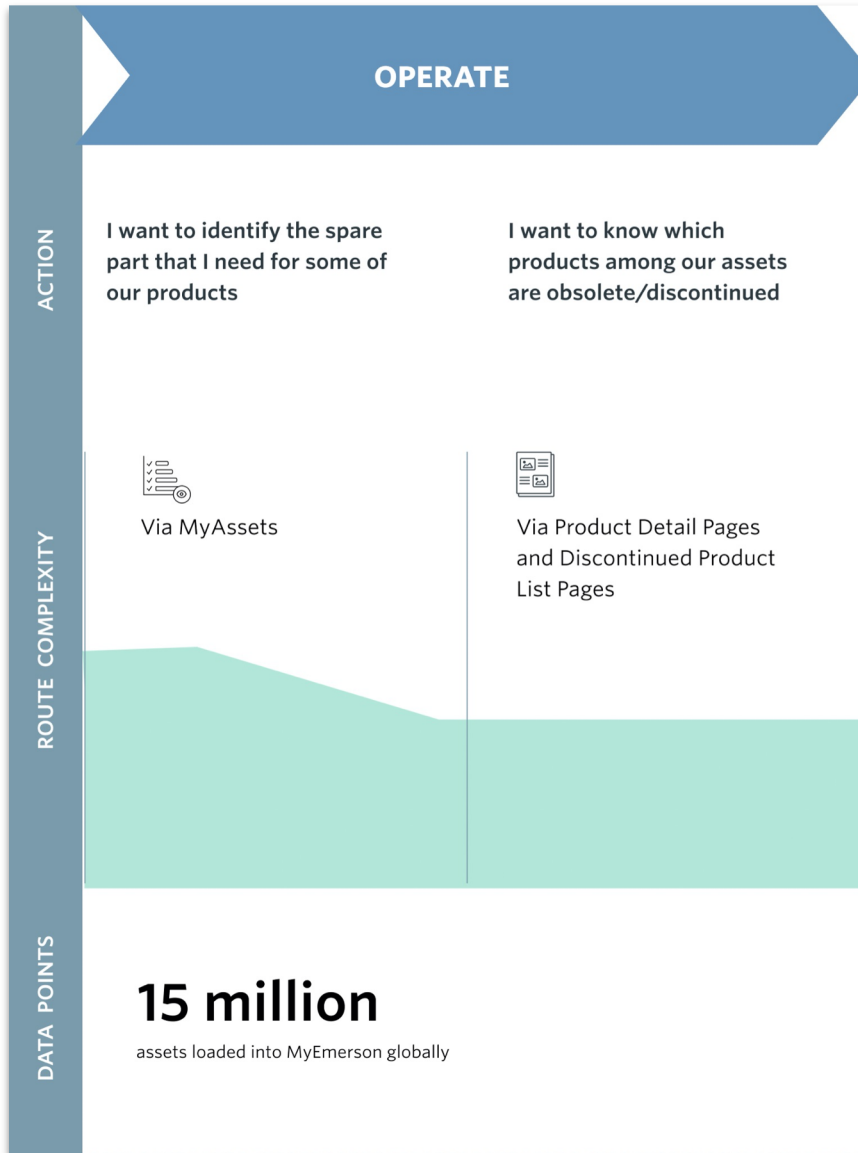 OPERATE
ACTION
I want to identify the spare
part that I need for some of
our products
I want to know which
products among our assets
are obsolete/discontinued
ROUTE COMPLEXITY
Via MyAssets
Via Product Detail Pages
and Discontinued Product
List Pages
DATA POINTS
15 million
assets loaded into MyEmerson globally